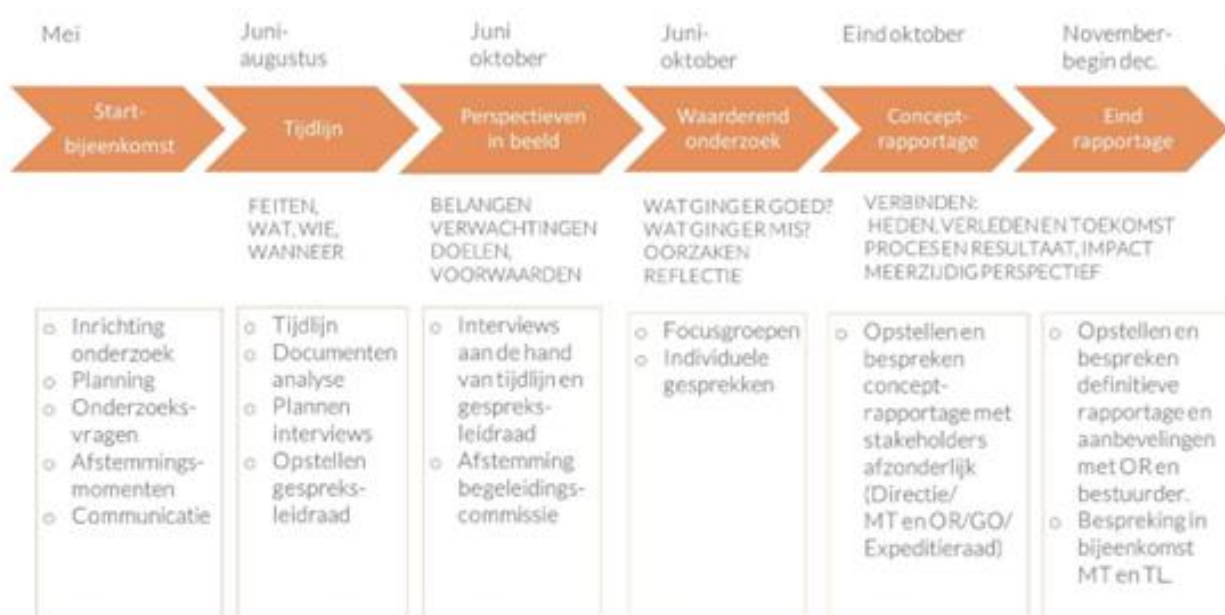 Mei
Juni-
augustus
Juni
oktober
Juni-
oktober
Eind oktober
November-
begin dec.
Start-
bijeenkomst
Tijdlijn
Perspectieven
in beeld
Waarderend
onderzoek
Concept-
rapportage
Eind
rapportage
FEITEN,
WAT, WIE,
WANNEER
BELANGEN
VERWACHTINGEN
DOELEN,
VOORWAARDEN
WAT GING ER GOED?
WAT GING ER MIS?
OORZAKEN
REFLECTIE
VERBINDEN:
HEDEN, VERLEDEN EN TOEKOMST
PROCES EN RESULTAAT, IMPACT
MEERZIJDIG PERSPECTIEF
o Inrichting
onderzoek
o Planning
o Onderzoeks-
vragen
o Afstemmings-
momenten
o Communicatie
o Tijdlijn
o Documenten
analyse
o Plannen
interviews
o Opstellen
gespreks-
leidraad
o Interviews
aan de hand
van tijdlijn en
gespreks-
leidraad
o Afstemming
begeleidings-
commissie
o Focusgroepen
o Individuele
gesprekken
o Opstellen en
bespreken
concept-
rapportage met
stakeholders
afzonderlijk
(Directie/
MT en OR/GO/
Expeditieraad)
o Opstellen en
bespreken
definitieve
rapportage en
aanbevelingen
met OR en
bestuurder.
o Bespreking in
bijeenkomst
MT en TL.